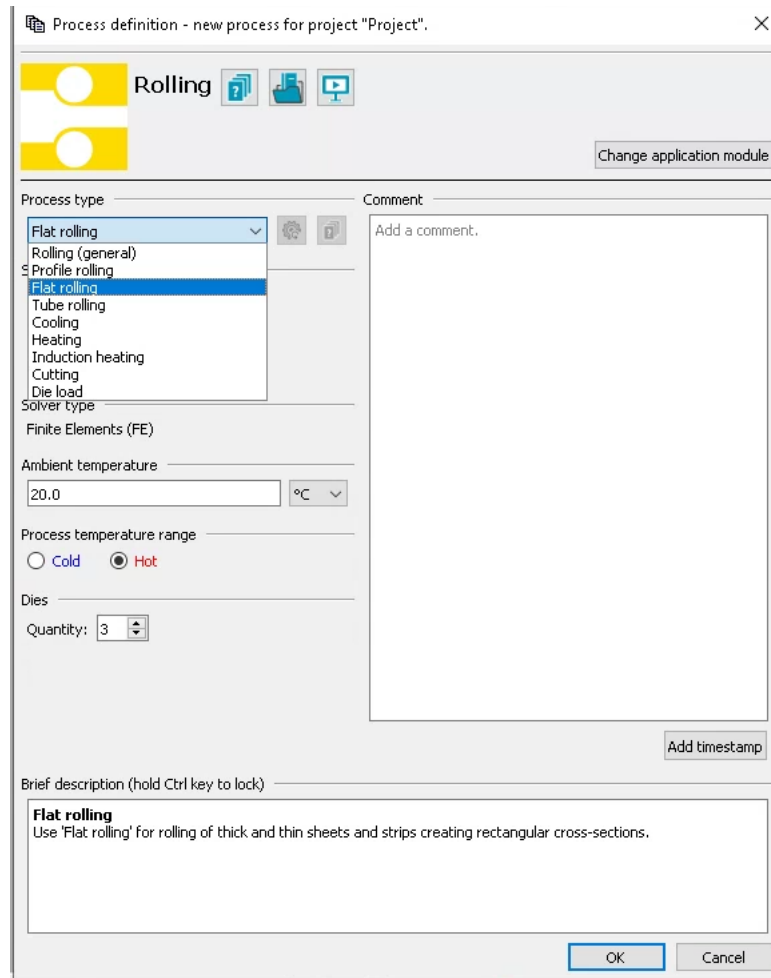 Process definition - new process for project "Project".
Rolling
Change application module
Process type
Comment
Flat rolling
Add a comment.
Rolling (general)
Profile rolling
Flat rolling
Tube rolling
Cooling
Heating
Induction heating
Cutting
Die load
Solver type
Finite Elements (FE)
Ambient temperature
20.0 °C
Process temperature range
Cold Hot
Dies
Quantity: 3
Add timestamp
Brief description (hold Ctrl key to lock)
Flat rolling
Use 'Flat rolling' for rolling of thick and thin sheets and strips creating rectangular cross-sections.
OK Cancel